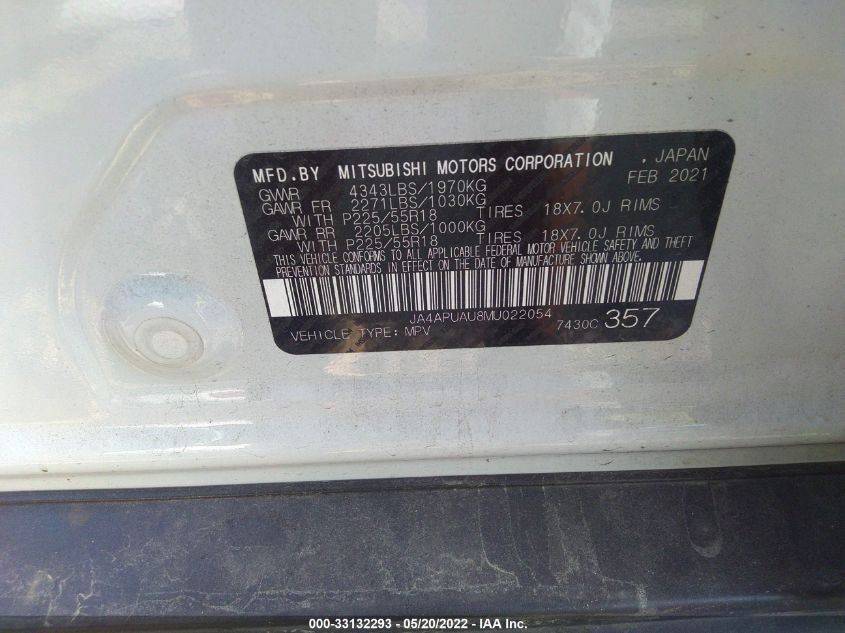 MFD.BY MITSUBISHI MOTORS CORPORATION , JAPAN
FEB 2021
GVWR 4343LBS/1970KG
GAWR FR 2271LBS/1030KG
WITH P225/55R18 TIRES 18X7.0J RIMS
GAWR RR 2205LBS/1000KG
WITH P225/55R18 TIRES 18X7.0J RIMS
THIS VEHICLE CONFORMS TO ALL APPLICABLE FEDERAL MOTOR VEHICLE SAFETY AND THEFT
PREVENTION STANDARDS IN EFFECT ON THE DATE OF MANUFACTURE SHOWN ABOVE.
JA4APUAU8MU022054
VEHICLE TYPE: MPV 7430C 357
000-33132293 - 05/20/2022 - IAA Inc.